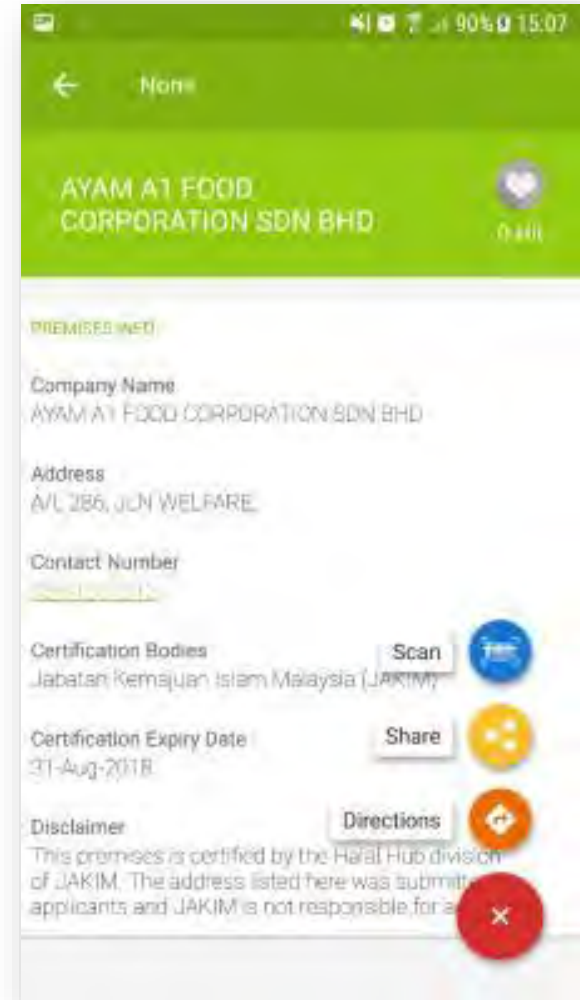 90% 15:07
None
AYAM A1 FOOD
CORPORATION SDN BHD
PREMISES INFO
Company Name
AYAM A1 FOOD CORPORATION SDN BHD
Address
A/L 286, JLN WELFARE,
Contact Number
Certification Bodies
Scan
Jabatan Kemajuan Islam Malaysia (JAKIM)
Certification Expiry Date
Share
31-Aug-2018
Disclaimer
Directions
This premises is certified by the Halal Hub division
of JAKIM. The address listed here was submitte
applicants and JAKIM is not responsible for a